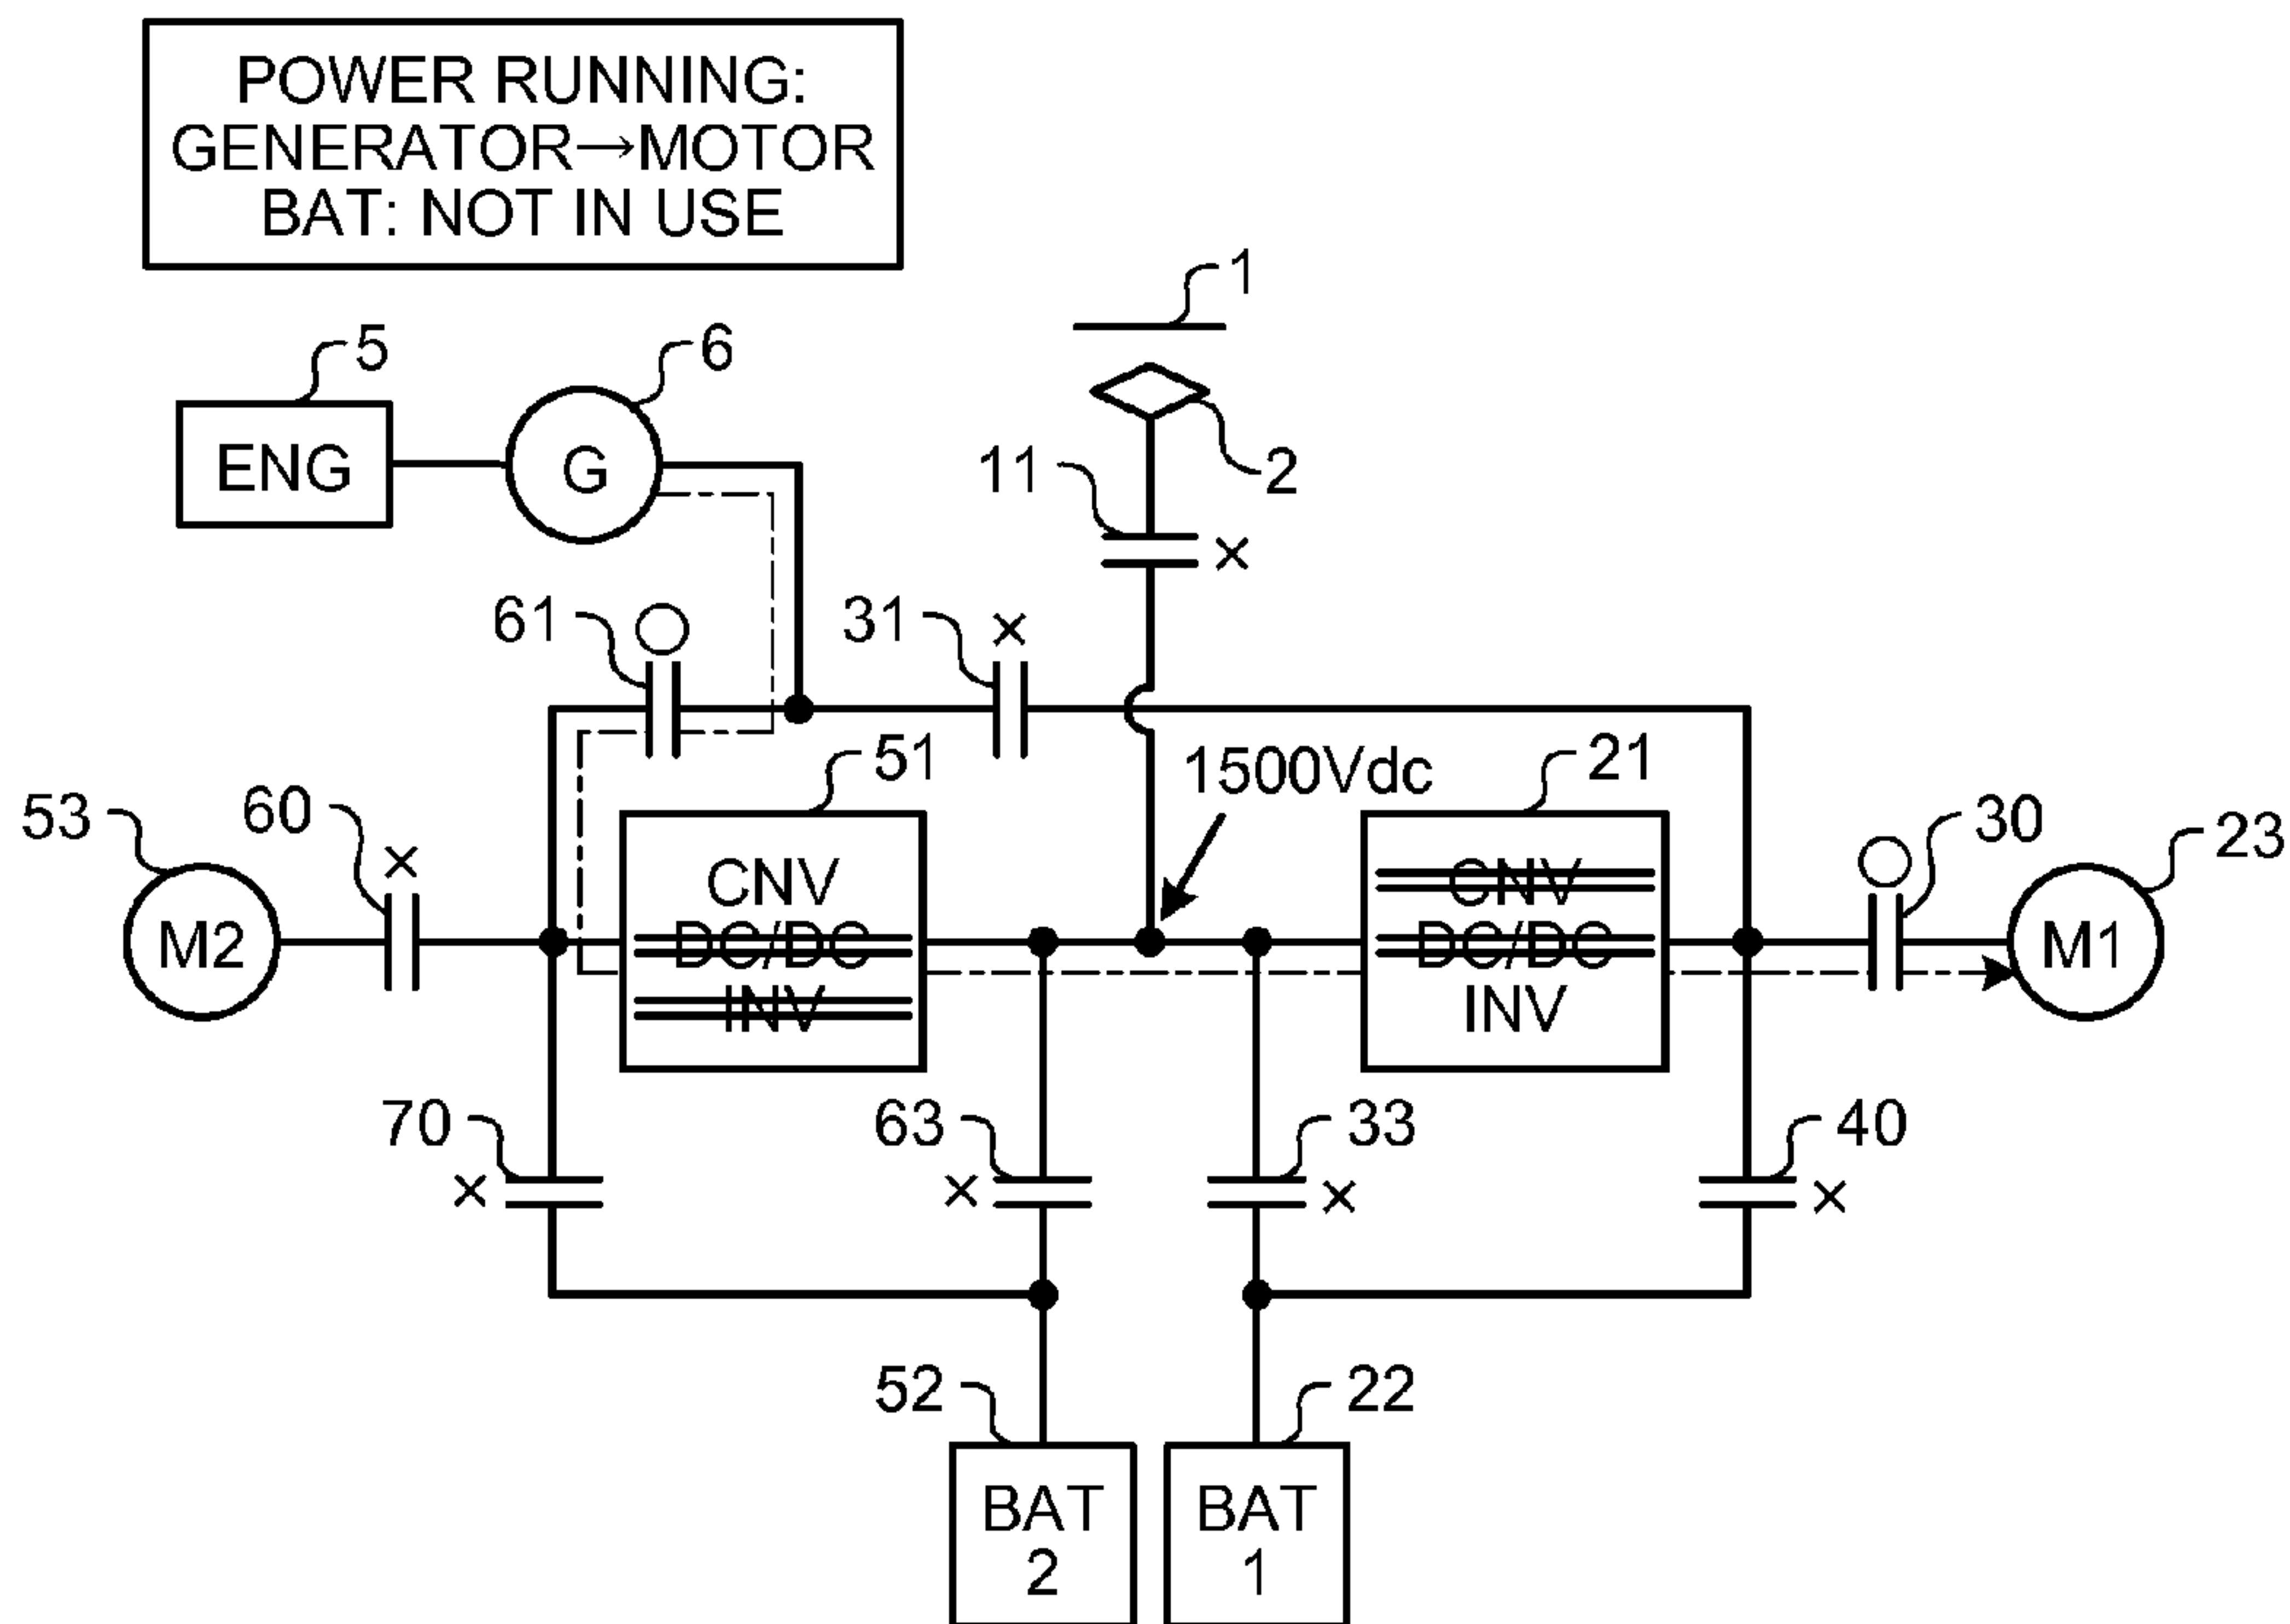 POWER RUNNING:
GENERATOR→MOTOR
BAT: NOT IN USE
1
5
6
ENG
G
2
11
×
61
○
31
×
1500Vdc
51
21
53
60
×
30
○
23
M2
CNV
DC/DC
INV
CNV
DC/DC
INV
M1
70
×
63
×
33
×
40
×
52
22
BAT
2
BAT
1